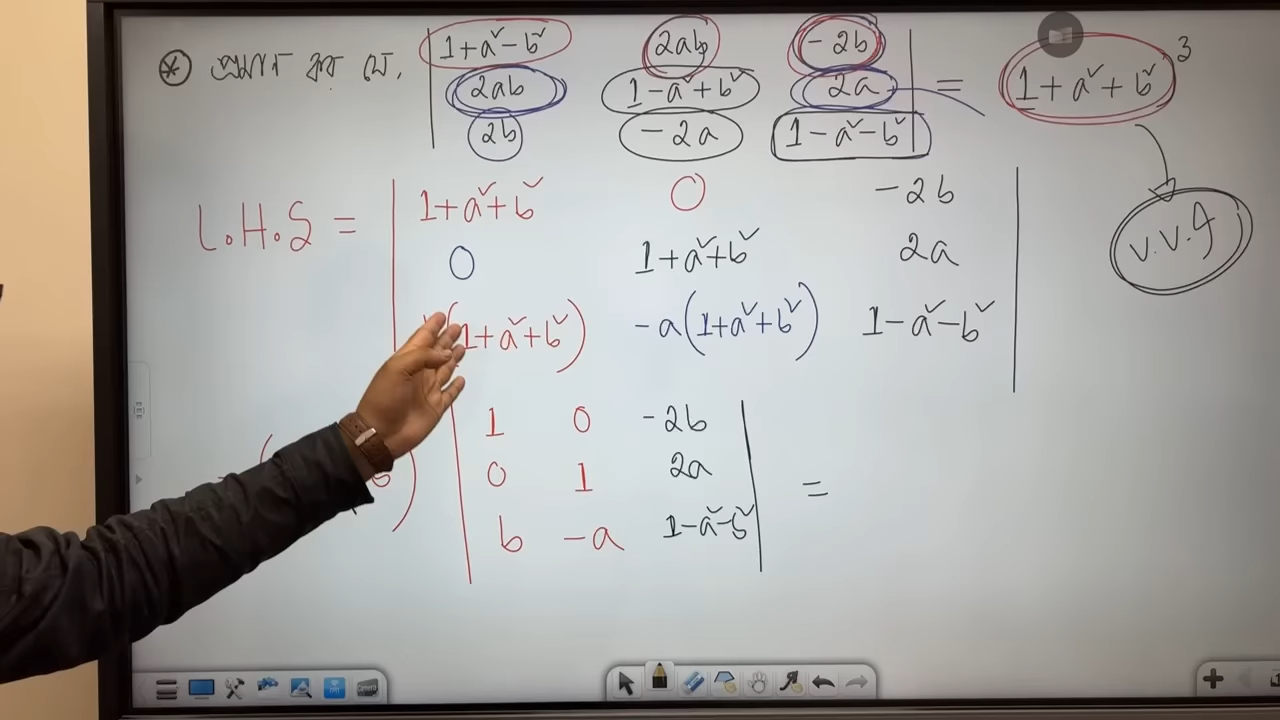 ⊛ প্রমাণ কর যে, | 1+a²-b² 2ab -2b |
| 2ab 1-a²+b² 2a | = (1+a²+b²)³
| 2b -2a 1-a²-b² |
L.H.S = | 1+a²+b² 0 -2b |
| 0 1+a²+b² 2a |
| (1+a²+b²) -a(1+a²+b²) 1-a²-b² |
v.v.g
| 1 0 -2b |
| 0 1 2a | =
| b -a 1-a²-b² |